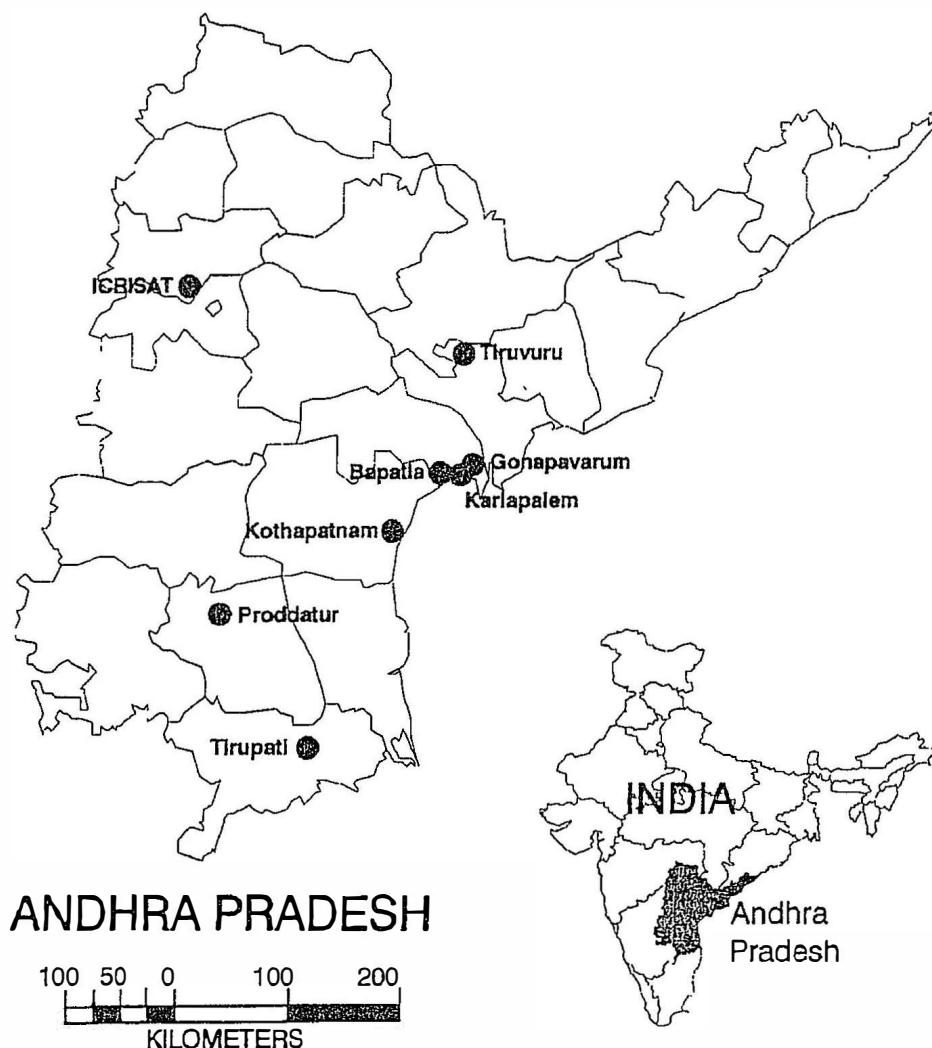 ICRISAT
Tiruvuru
Bapatla
Gonapavarum
Karlapalem
Kothapatnam
Proddatur
Tirupati
INDIA
Andhra
Pradesh
ANDHRA PRADESH
100 50 0 100 200
KILOMETERS